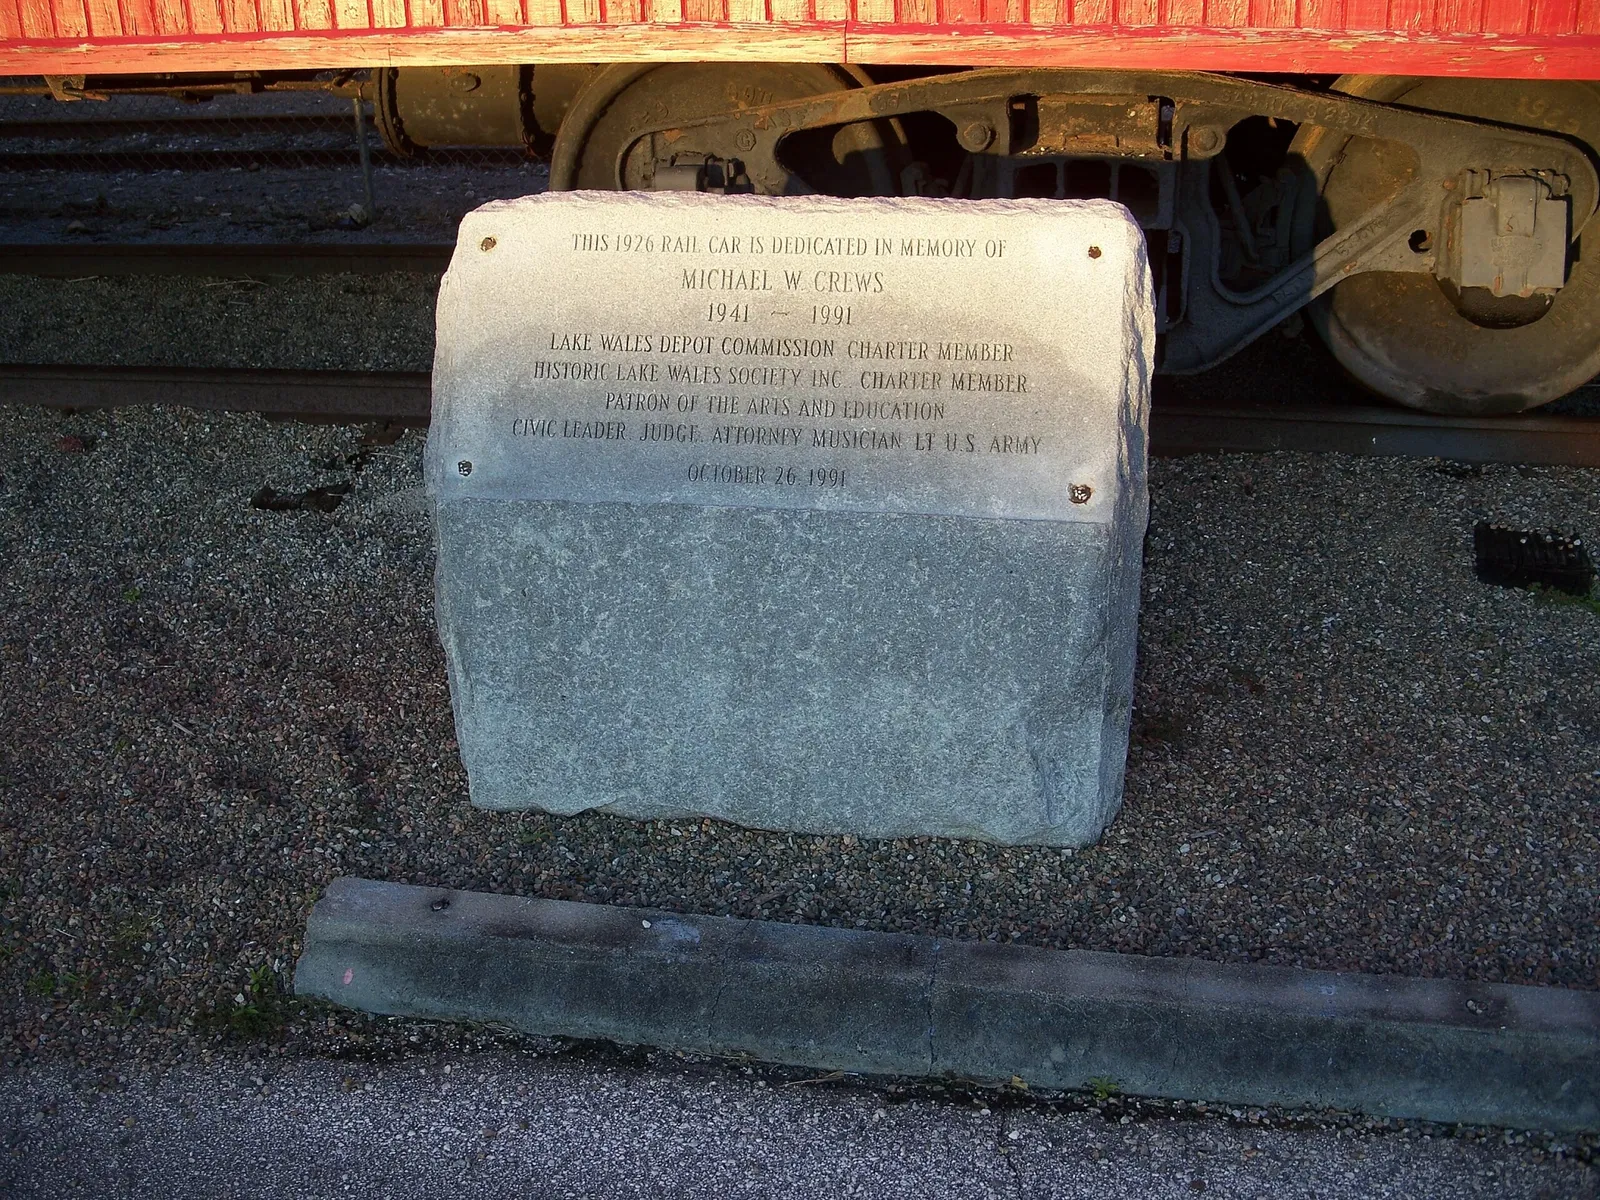 THIS 1926 RAIL CAR IS DEDICATED IN MEMORY OF
MICHAEL W. CREWS
1941 ~ 1991
LAKE WALES DEPOT COMMISSION CHARTER MEMBER
HISTORIC LAKE WALES SOCIETY, INC., CHARTER MEMBER
PATRON OF THE ARTS AND EDUCATION
CIVIC LEADER, JUDGE, ATTORNEY, MUSICIAN, LT. U.S. ARMY
OCTOBER 26, 1991